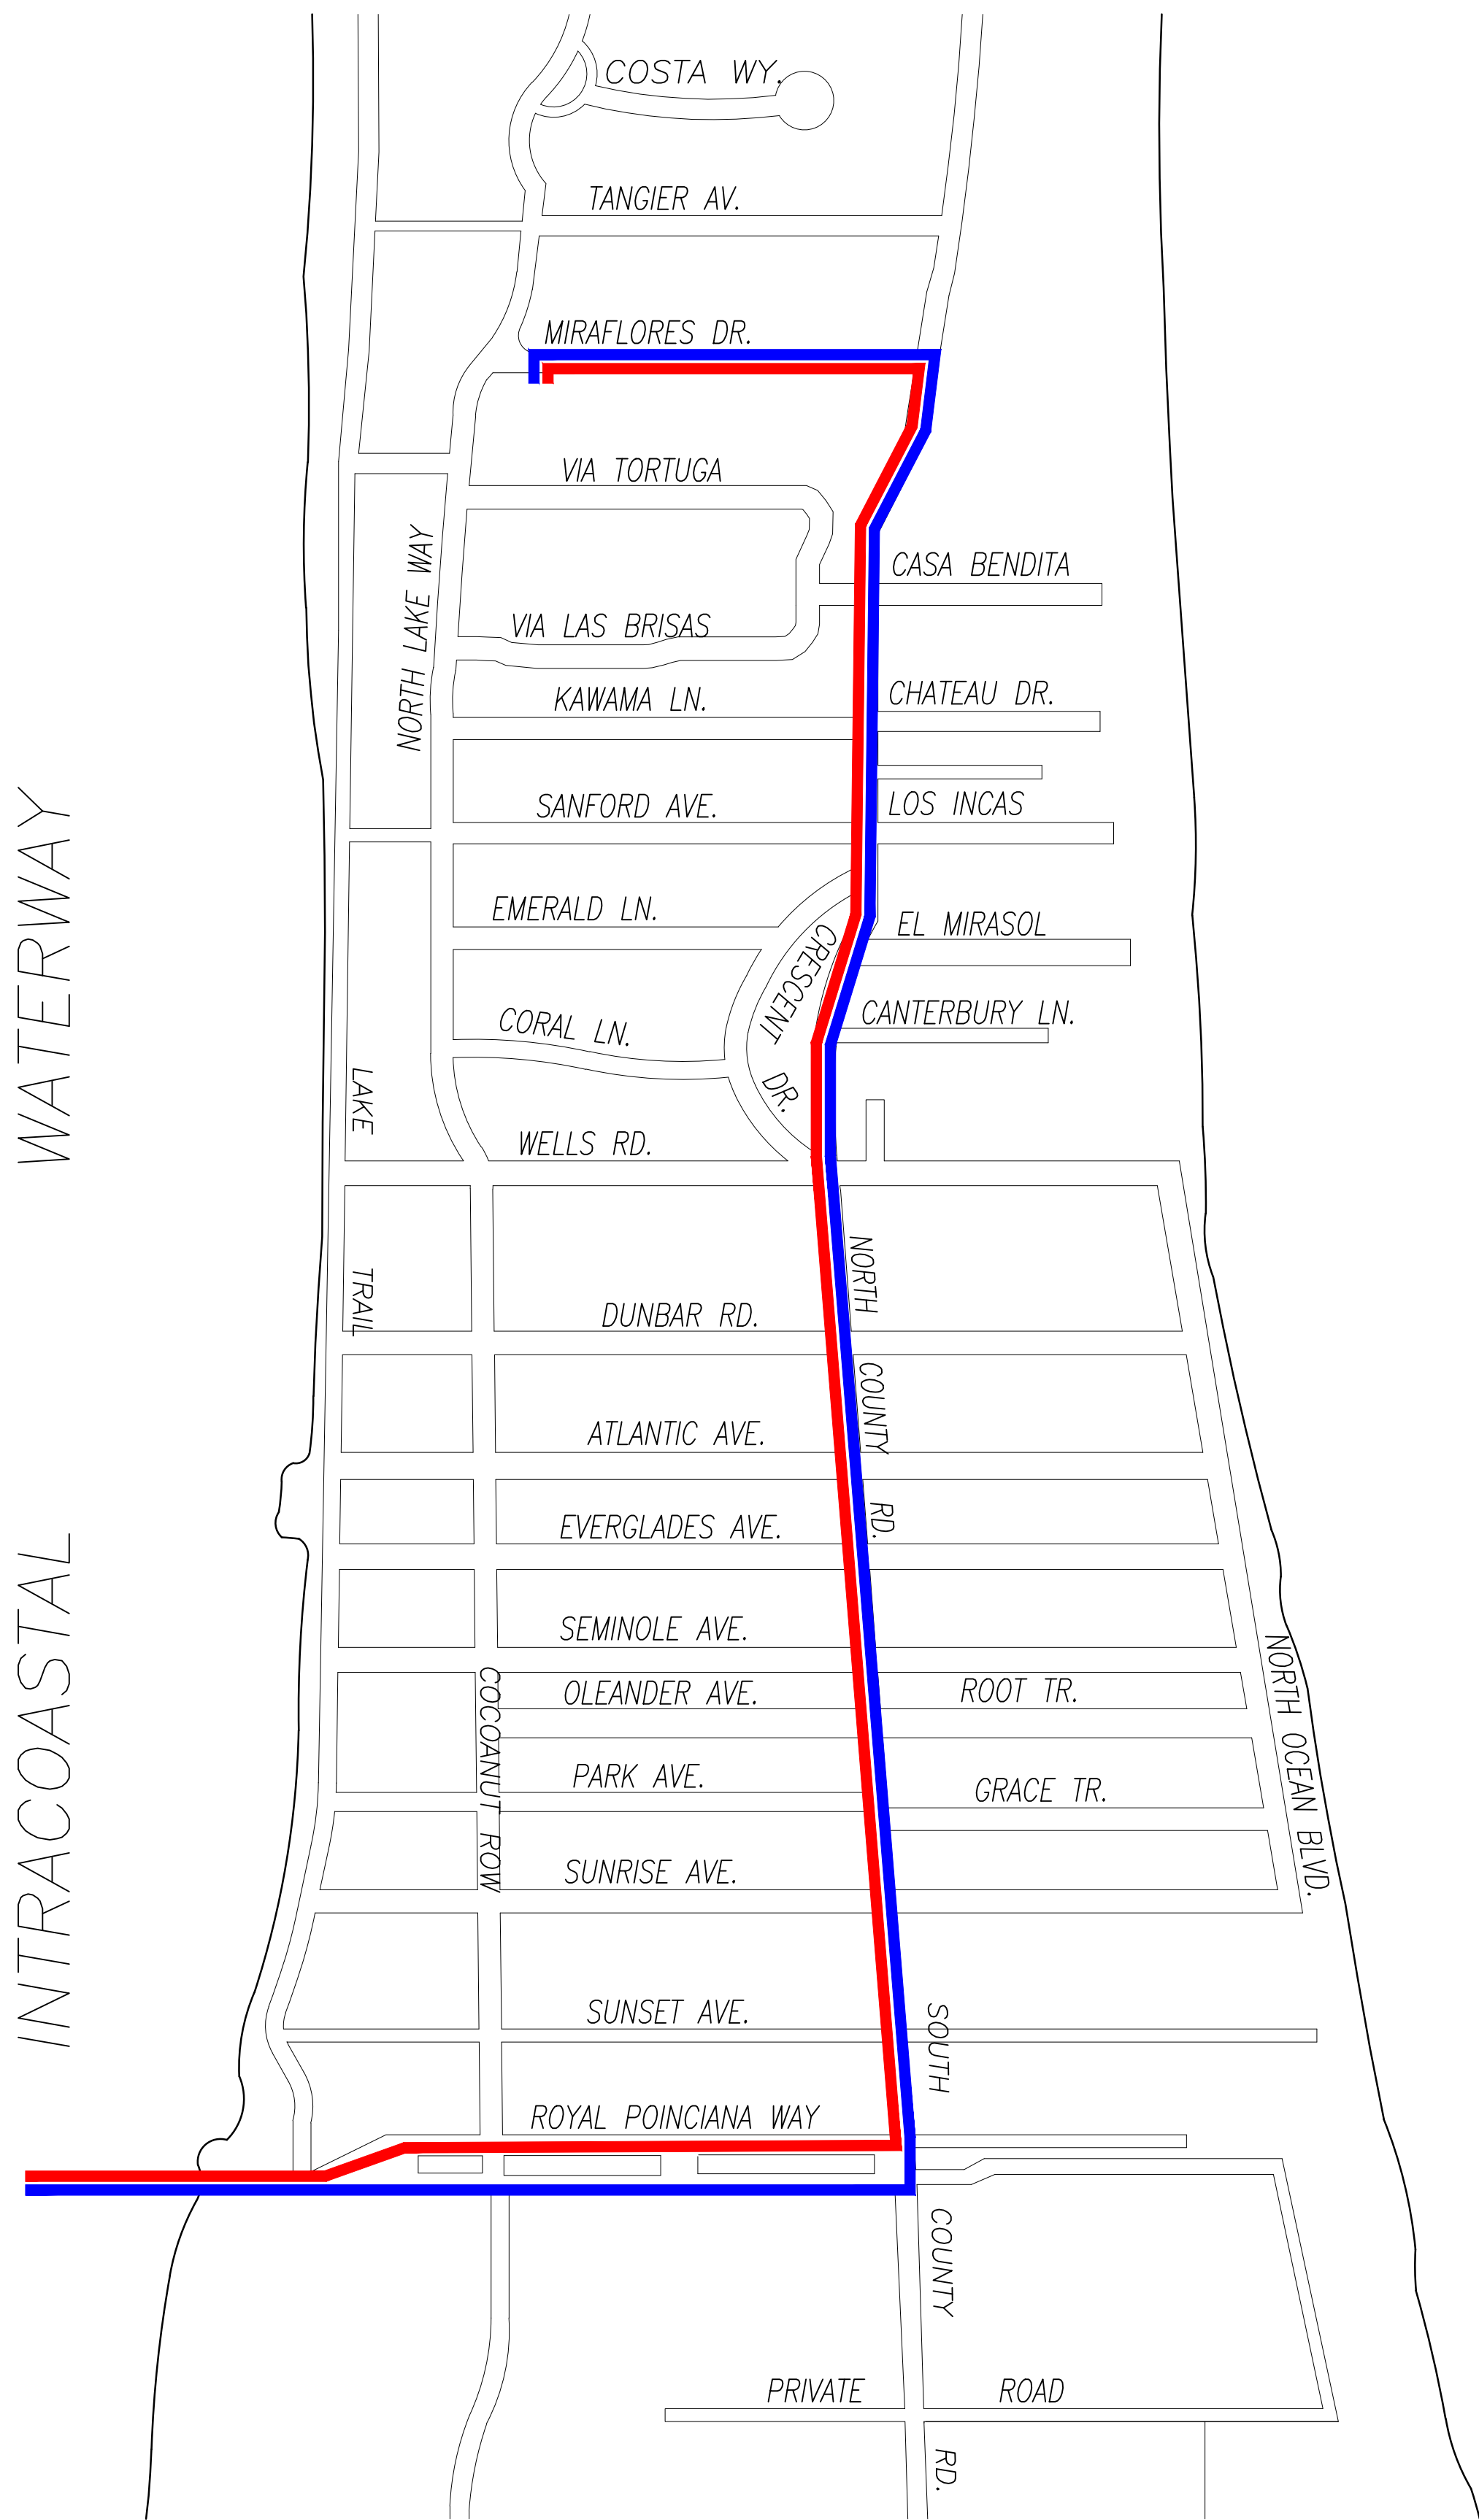 COSTA WY.
TANGIER AV.
MIRAFLORES DR.
VIA TORTUGA
NORTH LAKE WAY
CASA BENDITA
VIA LAS BRISAS
KAWAMA LN.
CHATEAU DR.
SANFORD AVE.
LOS INCAS
EMERALD LN.
EL MIRASOL
CRESCENT DR.
CORAL LN.
CANTERBURY LN.
LAKE TRAIL
WELLS RD.
INTRACOASTAL WATERWAY
NORTH COUNTY RD.
DUNBAR RD.
ATLANTIC AVE.
EVERGLADES AVE.
SEMINOLE AVE.
NORTH OCEAN BLVD.
COCOANUT ROW
OLEANDER AVE.
ROOT TR.
PARK AVE.
GRACE TR.
SUNRISE AVE.
SUNSET AVE.
SOUTH COUNTY RD.
ROYAL POINCIANA WAY
PRIVATE ROAD